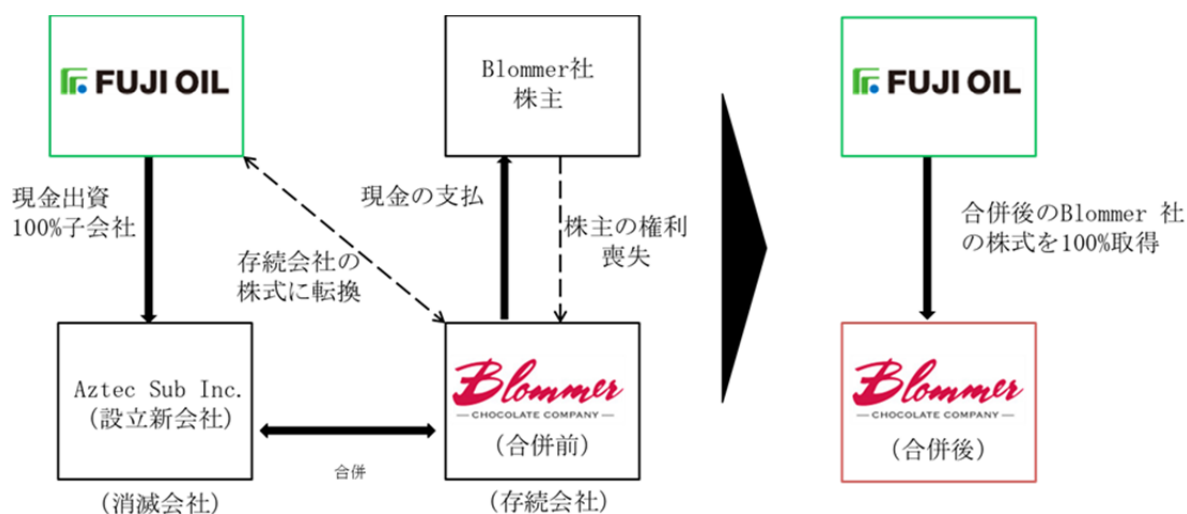 FUJI OIL
Blommer社
株主
FUJI OIL
現金出資
100%子会社
現金の支払
株主の権利
喪失
合併後のBlommer 社
の株式を100%取得
存続会社の
株式に転換
Aztec Sub Inc.
(設立新会社)
合併
Blommer
CHOCOLATE COMPANY
(合併前)
Blommer
CHOCOLATE COMPANY
(合併後)
(消滅会社)
(存続会社)